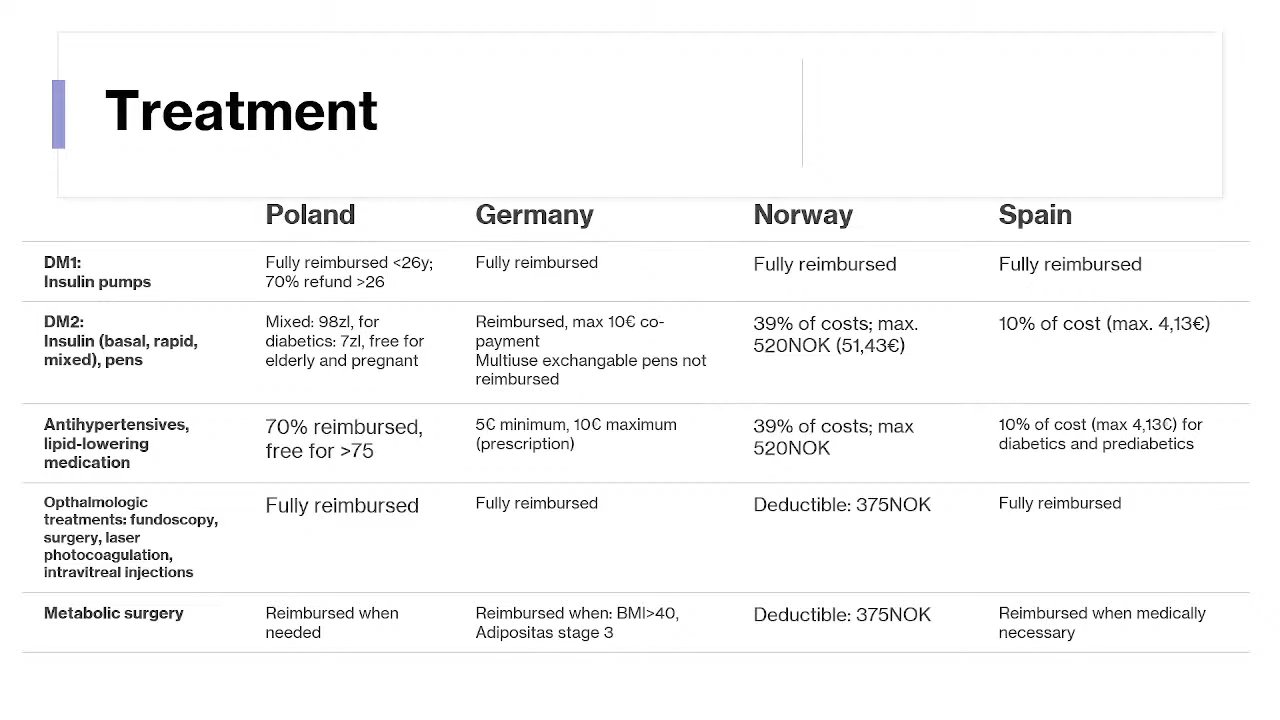 Treatment
Poland Germany Norway Spain
DM1:
Insulin pumps
Fully reimbursed <26y;
70% refund >26
Fully reimbursed
Fully reimbursed
Fully reimbursed
DM2:
Insulin (basal, rapid,
mixed), pens
Mixed: 98zl, for
diabetics: 7zl, free for
elderly and pregnant
Reimbursed, max 10€ co-
payment
Multiuse exchangable pens not
reimbursed
39% of costs; max.
520NOK (51,43€)
10% of cost (max. 4,13€)
Antihypertensives,
lipid-lowering
medication
70% reimbursed,
free for >75
5€ minimum, 10€ maximum
(prescription)
39% of costs; max
520NOK
10% of cost (max 4,13€) for
diabetics and prediabetics
Opthalmologic
treatments: fundoscopy,
surgery, laser
photocoagulation,
intravitreal injections
Fully reimbursed
Fully reimbursed
Deductible: 375NOK
Fully reimbursed
Metabolic surgery
Reimbursed when
needed
Reimbursed when: BMI>40,
Adipositas stage 3
Deductible: 375NOK
Reimbursed when medically
necessary